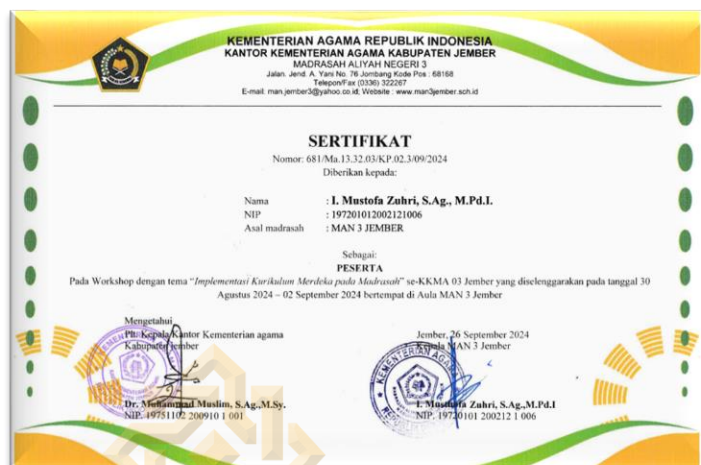 KEMENTERIAN AGAMA REPUBLIK INDONESIA
KANTOR KEMENTERIAN AGAMA KABUPATEN JEMBER
MADRASAH ALIYAH NEGERI 3
Jalan. Jend. A. Yani No. 76 Jombang Kode Pos : 68168
Telepon/Fax (0336) 322267
E-mail: man.jember3@yahoo.co.id; Website : www.man3jember.sch.id
SERTIFIKAT
Nomor: 681/Ma.13.32.03/KP.02.3/09/2024
Diberikan kepada:
Nama : I. Mustofa Zuhri, S.Ag., M.Pd.I.
NIP : 197201012002121006
Asal madrasah : MAN 3 JEMBER
Sebagai:
PESERTA
Pada Workshop dengan tema “Implementasi Kurikulum Merdeka pada Madrasah” se-KKMA 03 Jember yang diselenggarakan pada tanggal 30
Agustus 2024 – 02 September 2024 bertempat di Aula MAN 3 Jember
Mengetahui
Plt. Kepala Kantor Kementerian agama
Kabupaten jember
Dr. Muhammad Muslim, S.Ag.,M.Sy.
NIP. 19751102 200910 1 001
Jember, 26 September 2024
Kepala MAN 3 Jember
KEMENTERIAN AGAMA
I. Mustofa Zuhri, S.Ag.,M.Pd.I
NIP. 19720101 200212 1 006